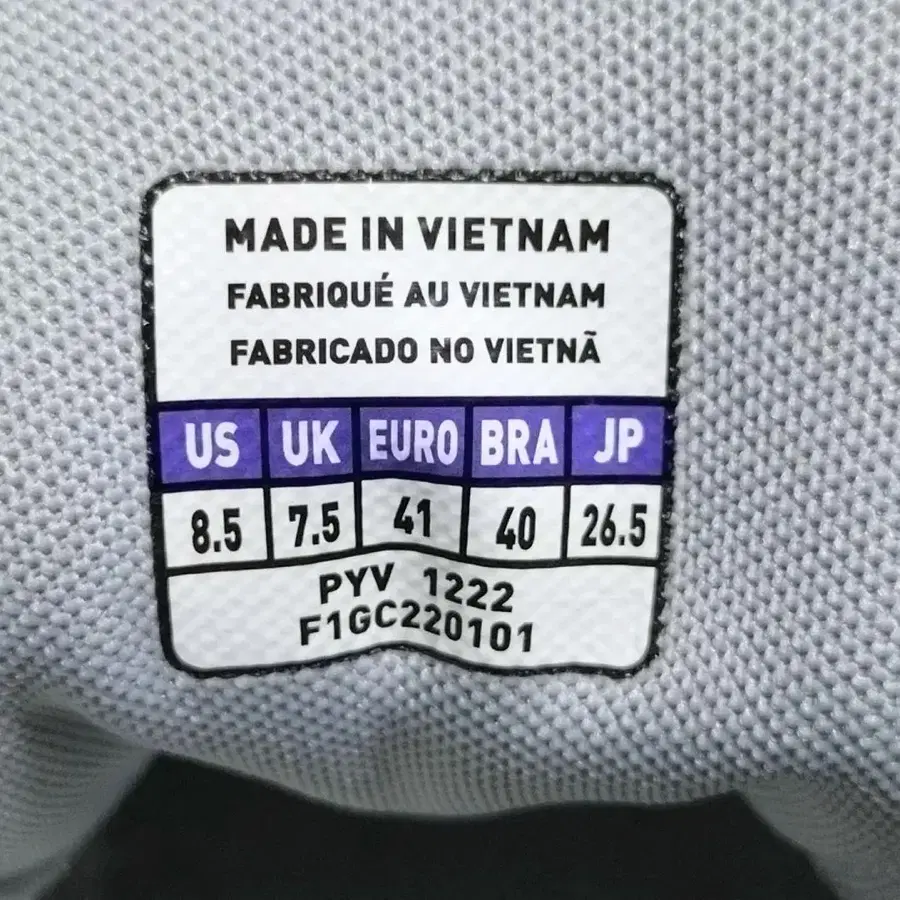 MADE IN VIETNAM
FABRIQUÉ AU VIETNAM
FABRICADO NO VIETNÃ
US UK EURO BRA JP
8.5 7.5 41 40 26.5
PYV 1222
F1GC220101